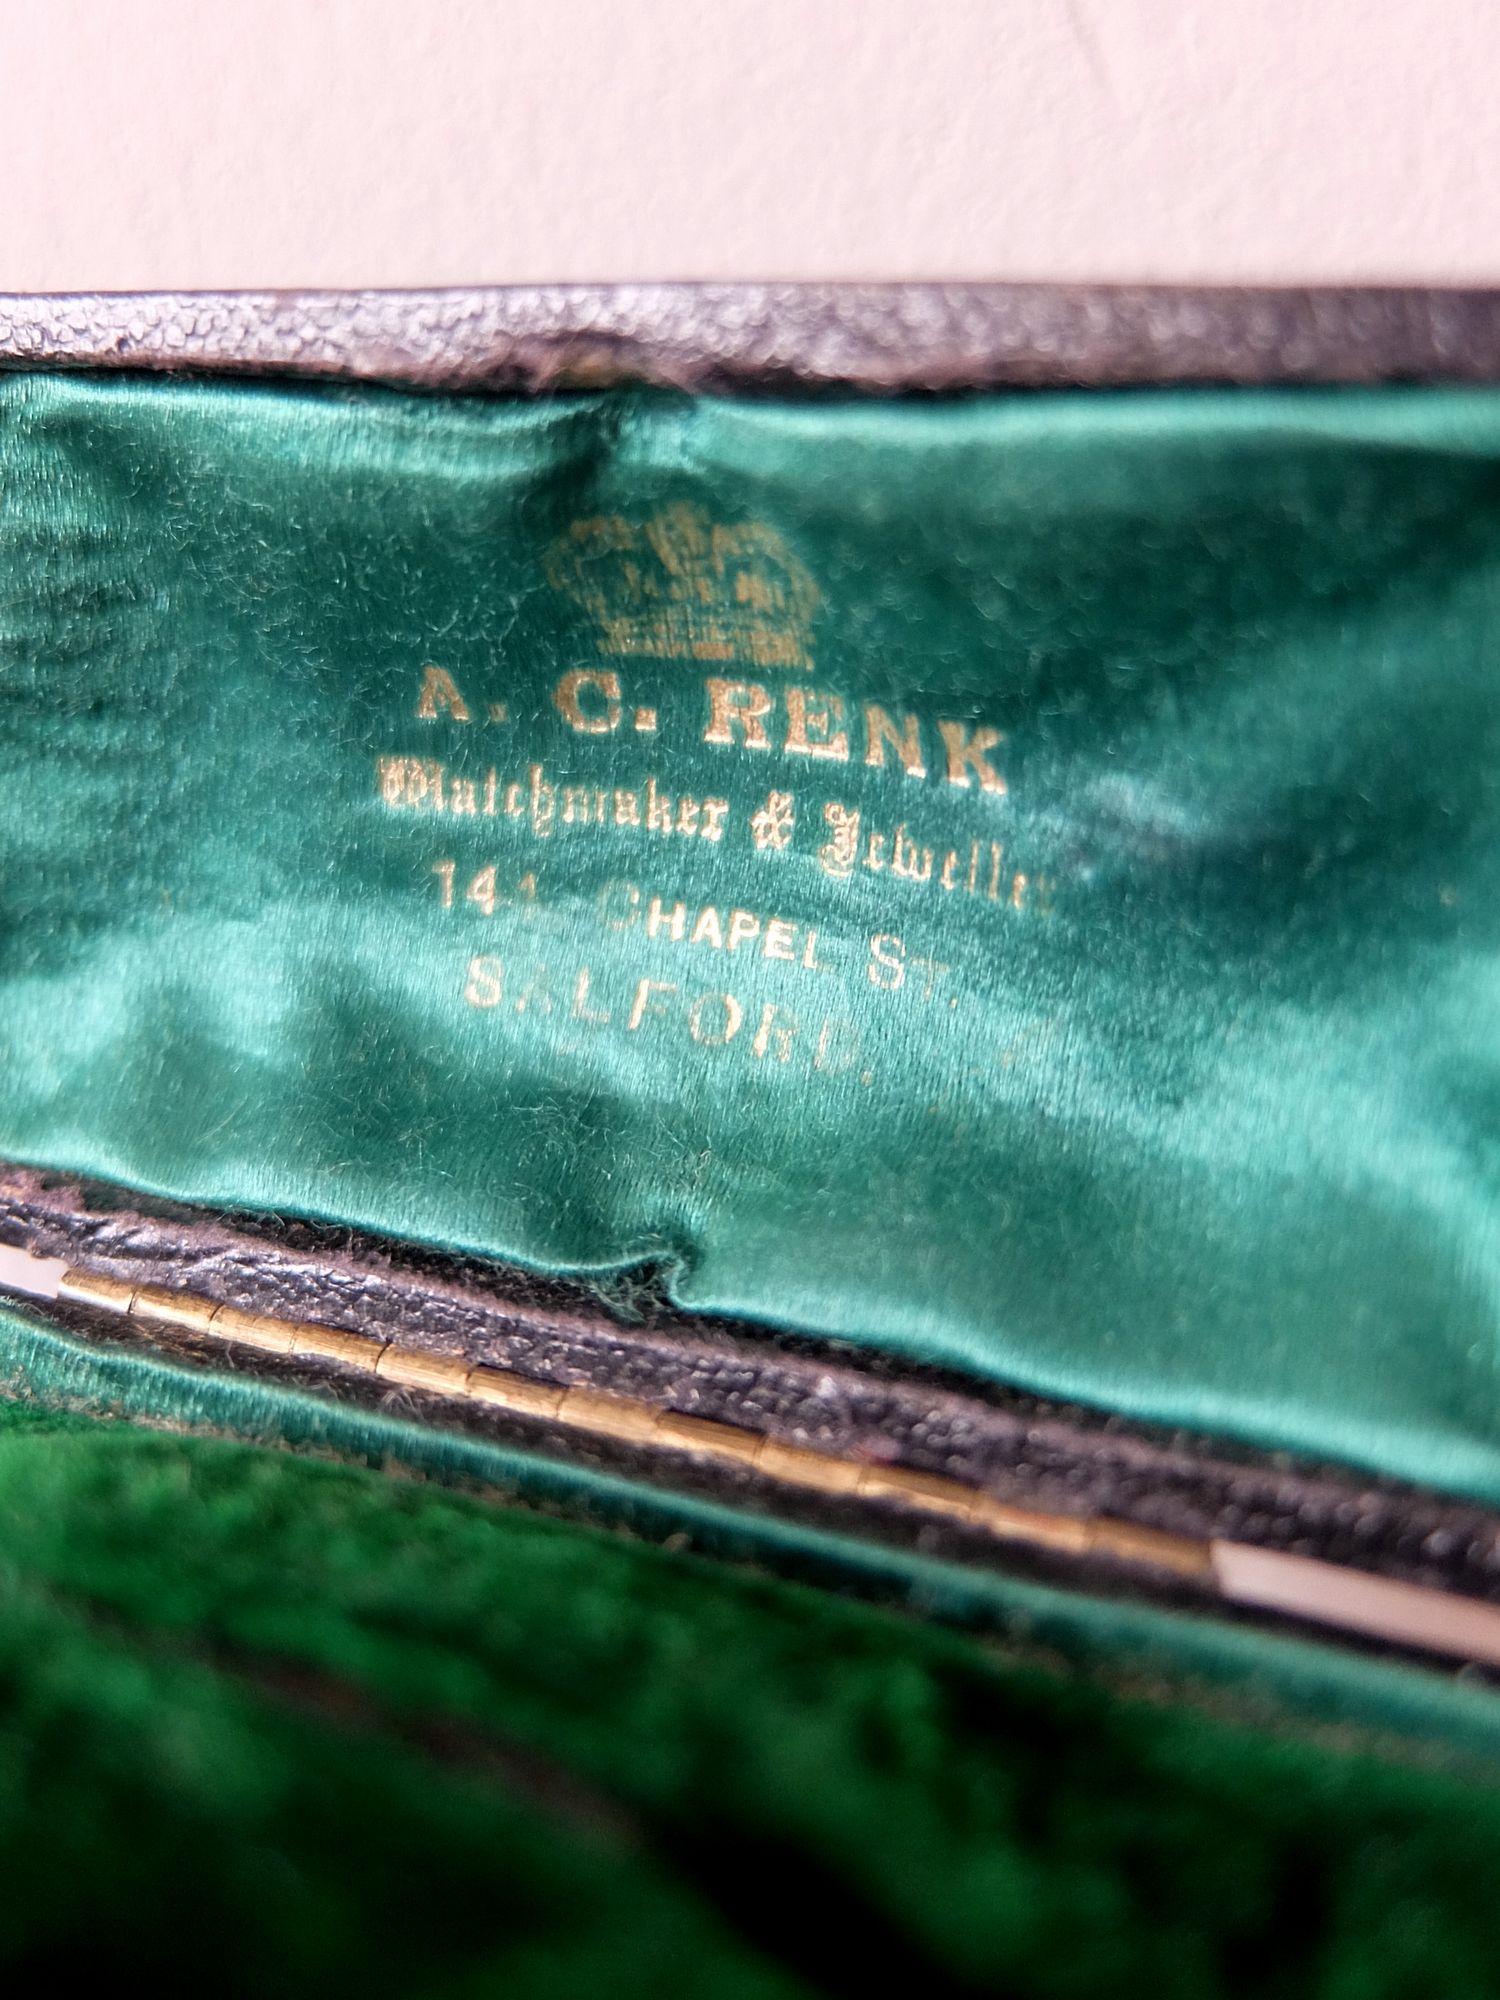 A. C. RENK
Watchmaker & Jeweller
CHAPEL ST.
SALFORD.